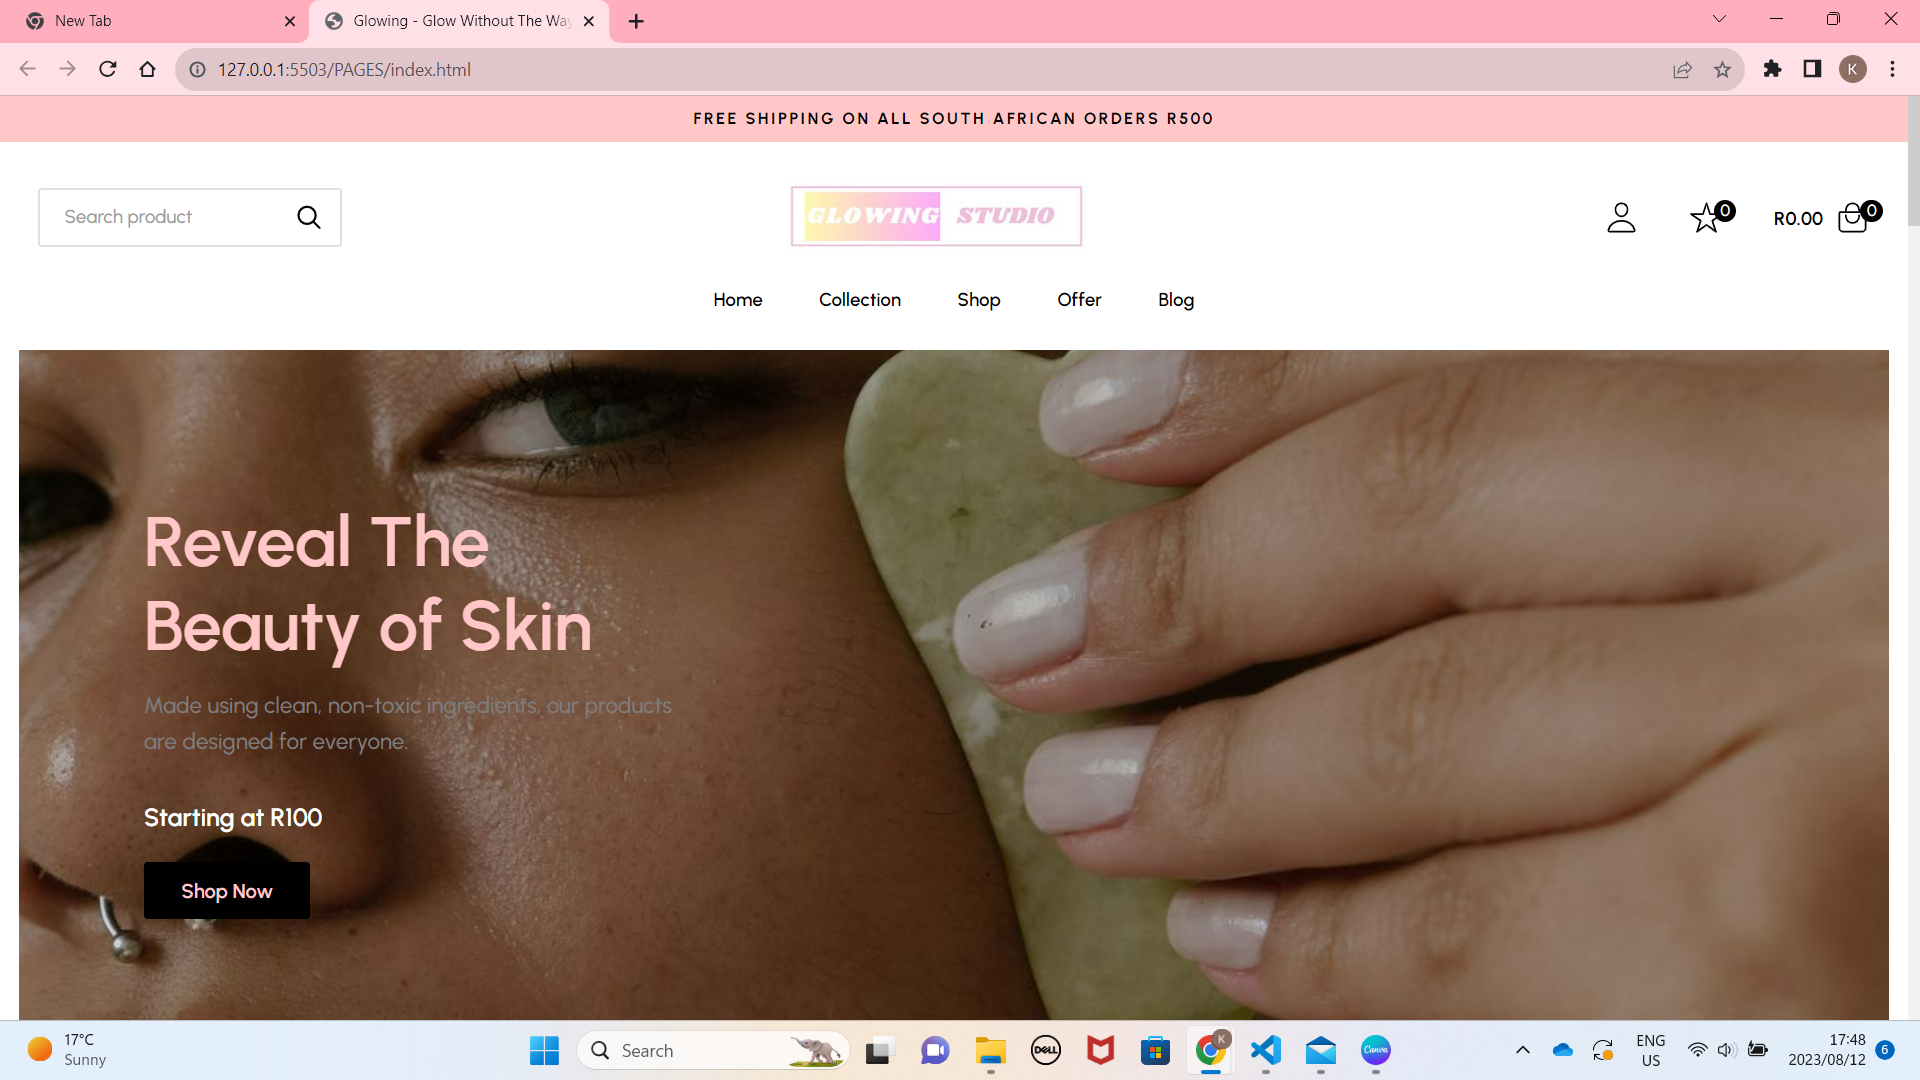 New Tab
Glowing - Glow Without The Way
127.0.0.1:5503/PAGES/index.html
K
FREE SHIPPING ON ALL SOUTH AFRICAN ORDERS R500
Search product
GLOWING STUDIO
0
R0.00
0
Home
Collection
Shop
Offer
Blog
Reveal The
Beauty of Skin
Made using clean, non-toxic ingredients, our products
are designed for everyone.
Starting at R100
Shop Now
17°C
Sunny
Search
DELL
K
Canva
ENG
US
17:48
2023/08/12
6